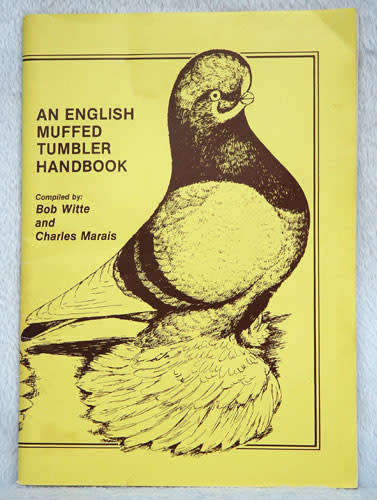 AN ENGLISH
MUFFED
TUMBLER
HANDBOOK
Compiled by:
Bob Witte
and
Charles Marais